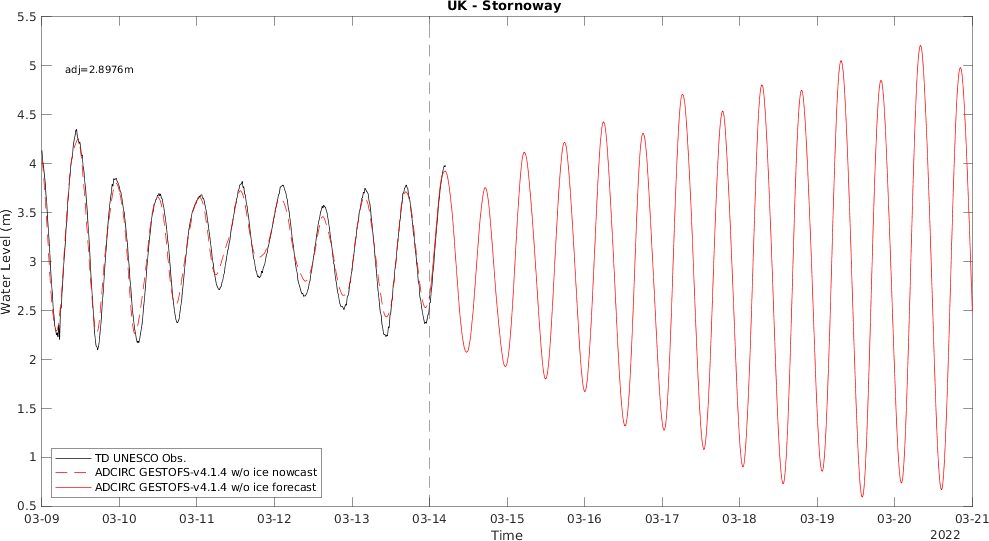 UK - Stornoway
5.5
5
4.5
4
3.5
3
2.5
2
1.5
1
0.5
Water Level (m)
adj=2.8976m
TD UNESCO Obs.
ADCIRC GESTOFS-v4.1.4 w/o ice nowcast
ADCIRC GESTOFS-v4.1.4 w/o ice forecast
03-09 03-10 03-11 03-12 03-13 03-14 03-15 03-16 03-17 03-18 03-19 03-20 03-21
Time
2022